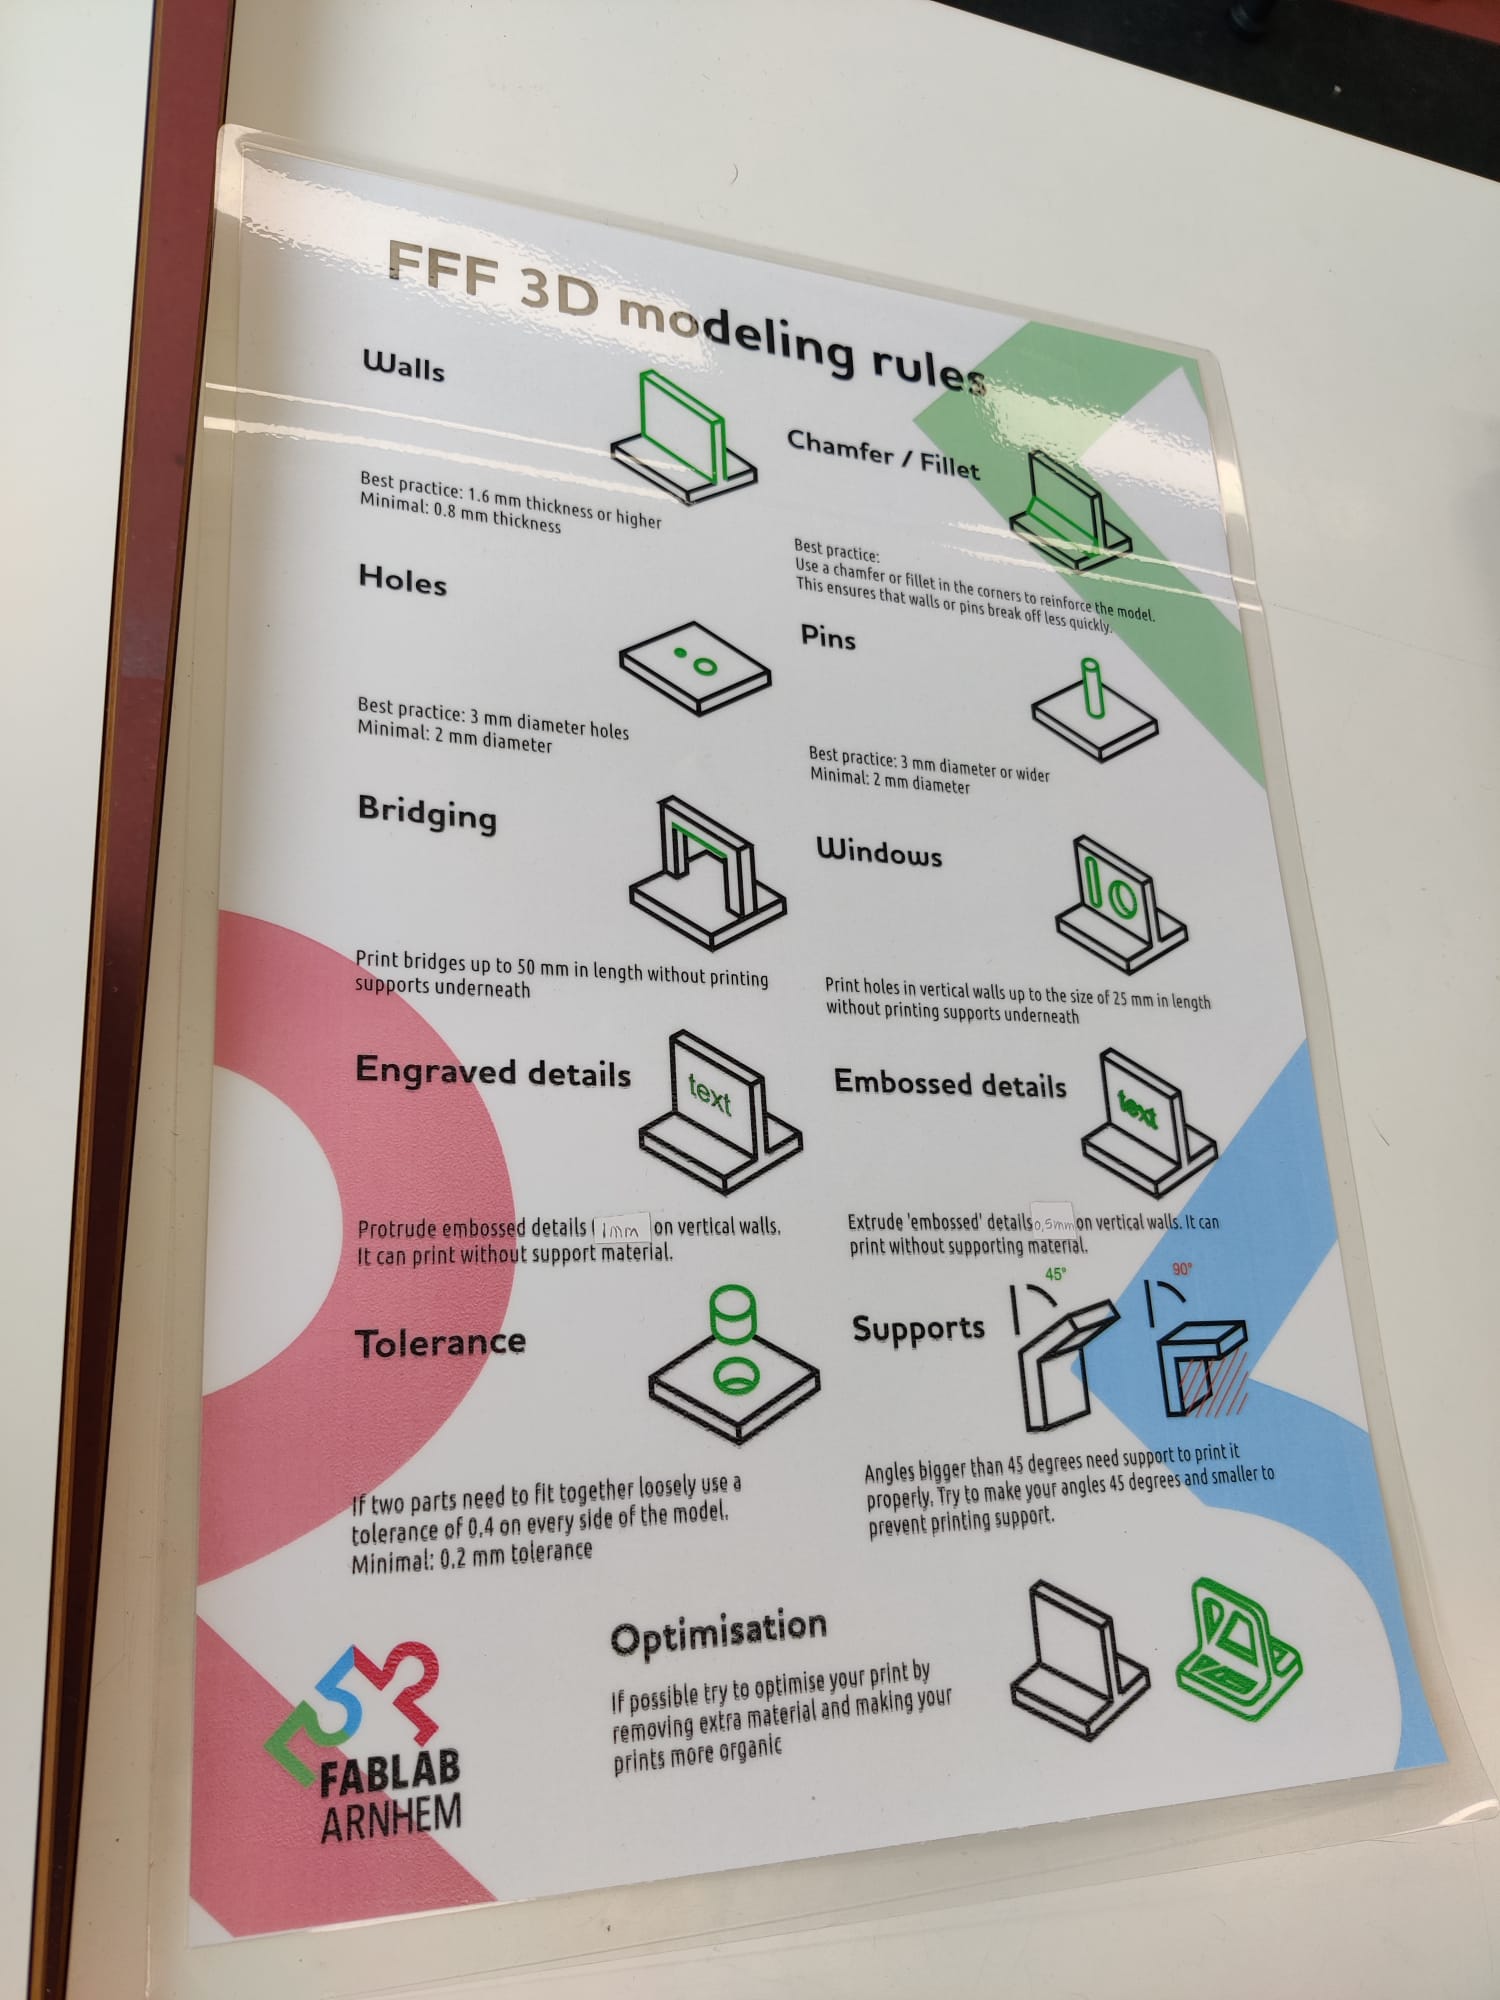 FFF 3D modeling rules
Walls
Best practice: 1.6 mm thickness or higher
Minimal: 0.8 mm thickness
Chamfer / Fillet
Best practice:
Use a chamfer or fillet in the corners to reinforce the model.
This ensures that walls or pins break off less quickly.
Holes
Best practice: 3 mm diameter holes
Minimal: 2 mm diameter
Pins
Best practice: 3 mm diameter or wider
Minimal: 2 mm diameter
Bridging
Print bridges up to 50 mm in length without printing
supports underneath
Windows
Print holes in vertical walls up to the size of 25 mm in length
without printing supports underneath
Engraved details
text
Protrude embossed details ( 1mm on vertical walls.
It can print without support material.
Embossed details
text
Extrude 'embossed' details 0,5mm on vertical walls. It can
print without supporting material.
Tolerance
If two parts need to fit together loosely use a
tolerance of 0,4 on every side of the model.
Minimal: 0.2 mm tolerance
Supports
45°
90°
Angles bigger than 45 degrees need support to print it
properly. Try to make your angles 45 degrees and smaller to
prevent printing support.
Optimisation
If possible try to optimise your print by
removing extra material and making your
prints more organic
FABLAB
ARNHEM